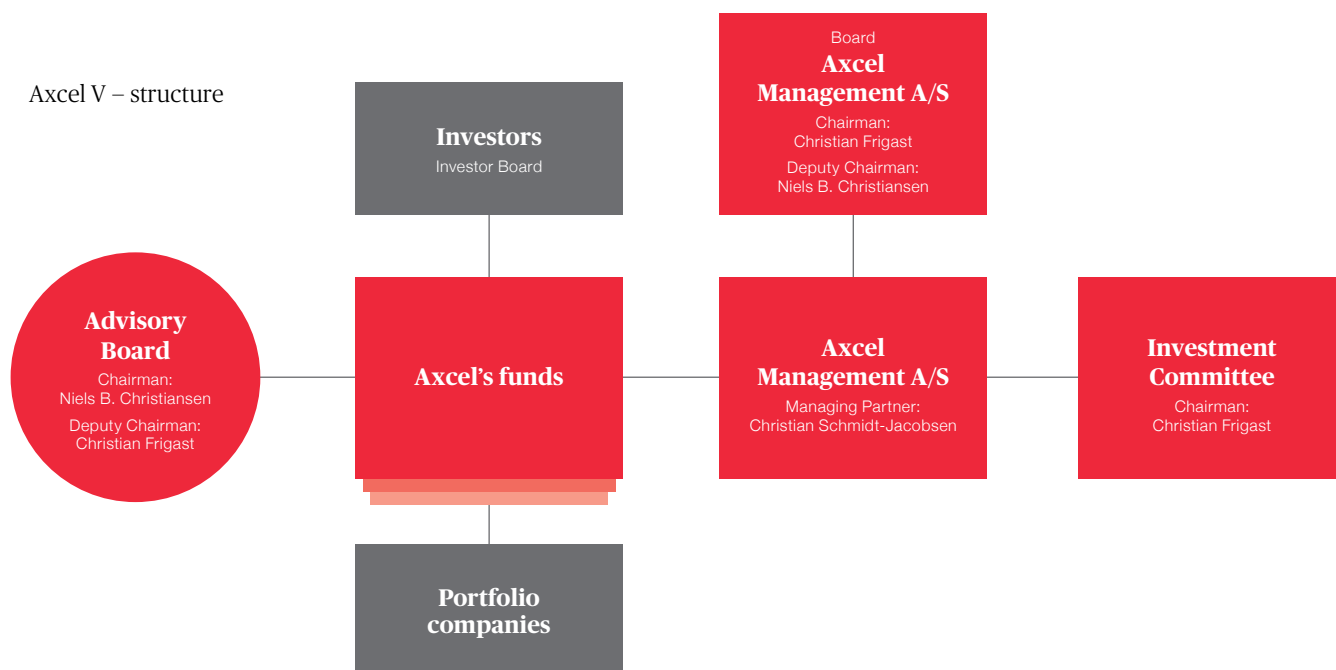 Axcel V – structure
Investors
Investor Board
Board
Axcel
Management A/S
Chairman:
Christian Frigast
Deputy Chairman:
Niels B. Christiansen
Advisory
Board
Chairman:
Niels B. Christiansen
Deputy Chairman:
Christian Frigast
Axcel’s funds
Axcel
Management A/S
Managing Partner:
Christian Schmidt-Jacobsen
Investment
Committee
Chairman:
Christian Frigast
Portfolio
companies